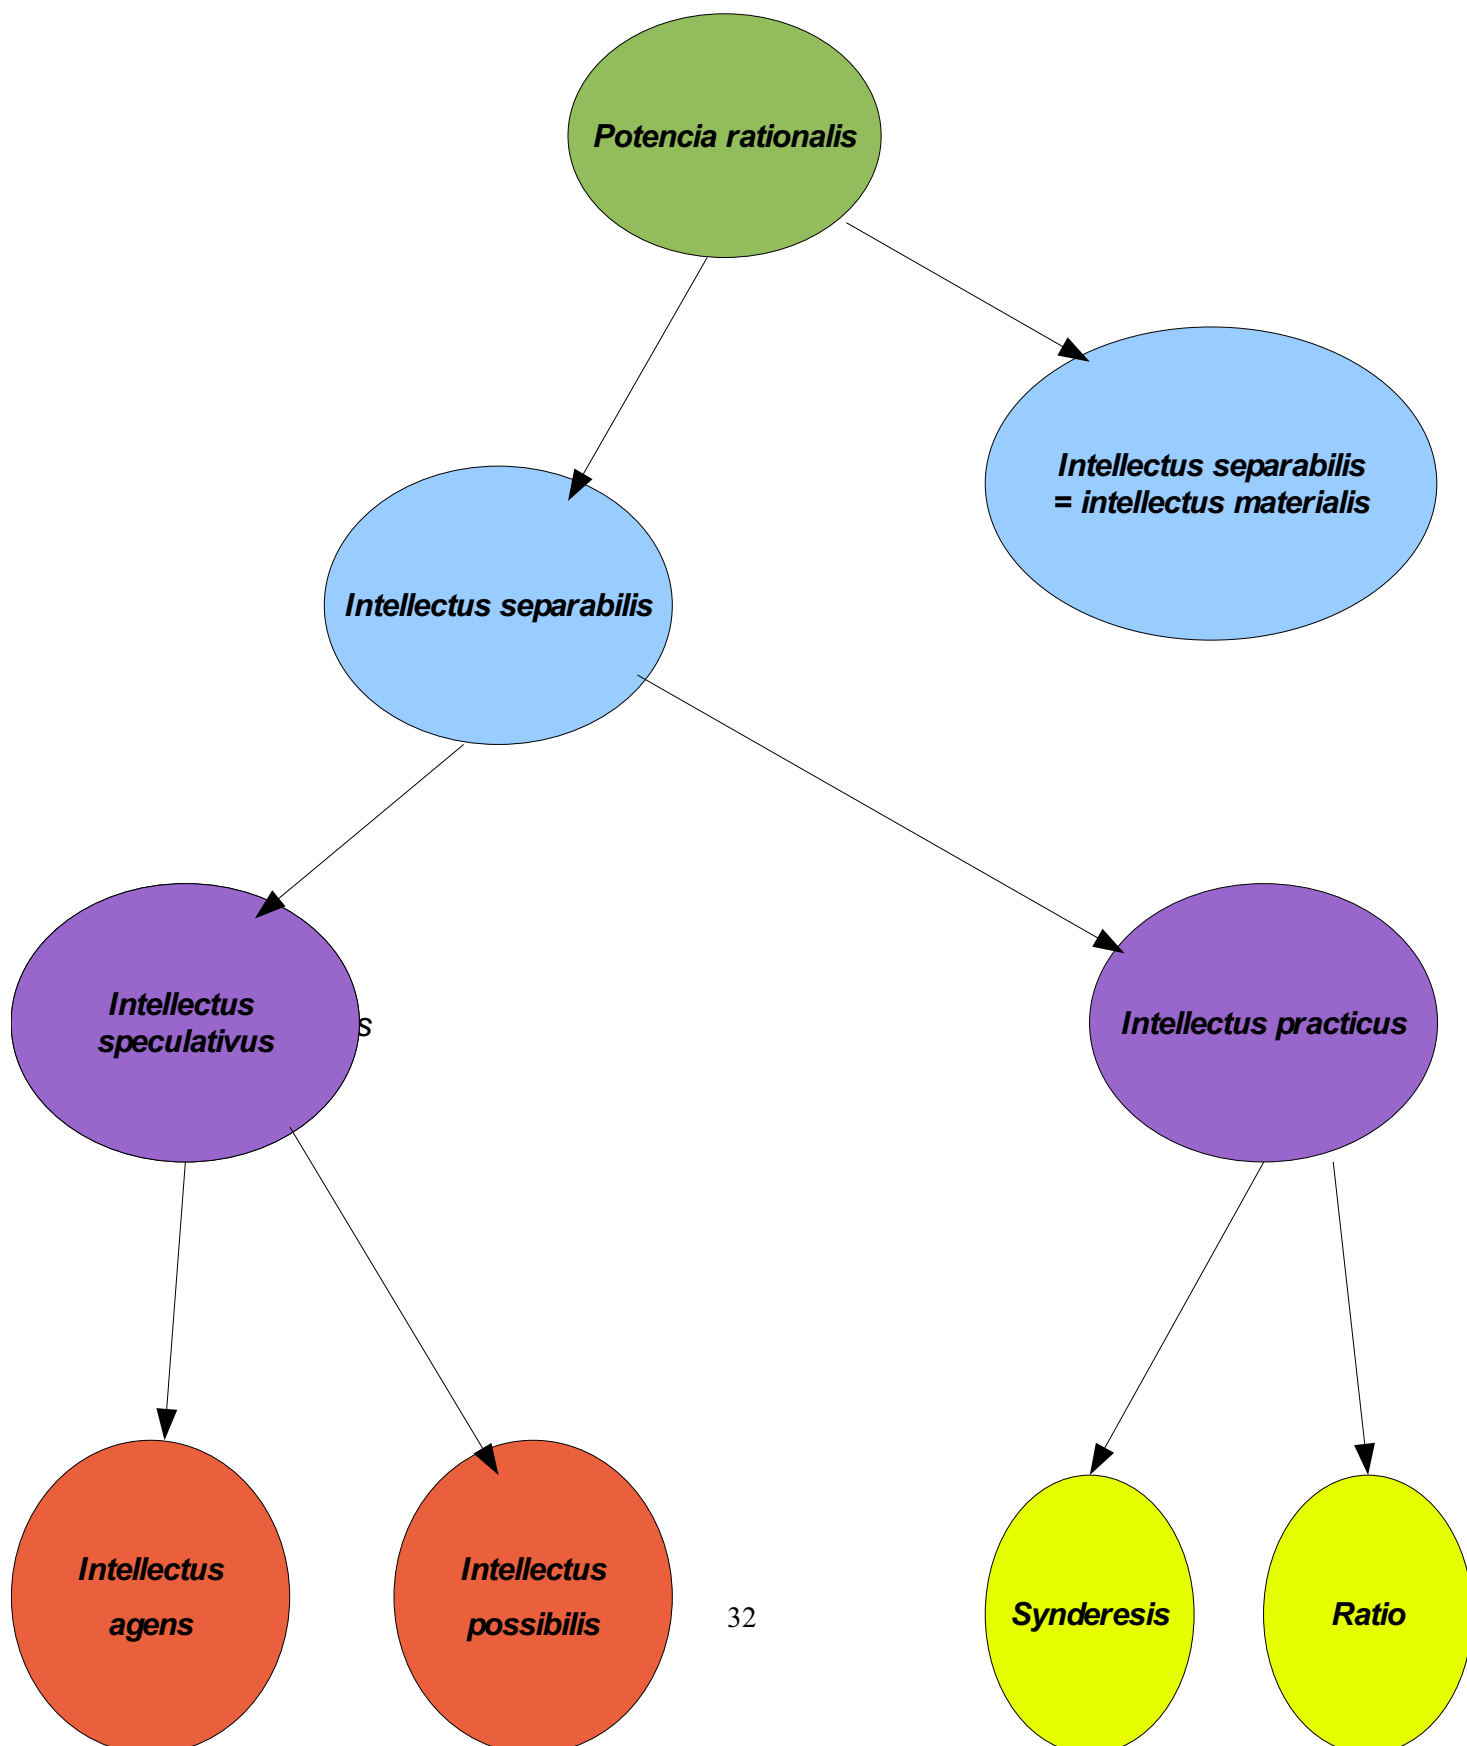 Potencia rationalis
Intellectus separabilis
= intellectus materialis
Intellectus separabilis
Intellectus
speculativus
s
Intellectus practicus
Intellectus
agens
Intellectus
possibilis
32
Synderesis
Ratio